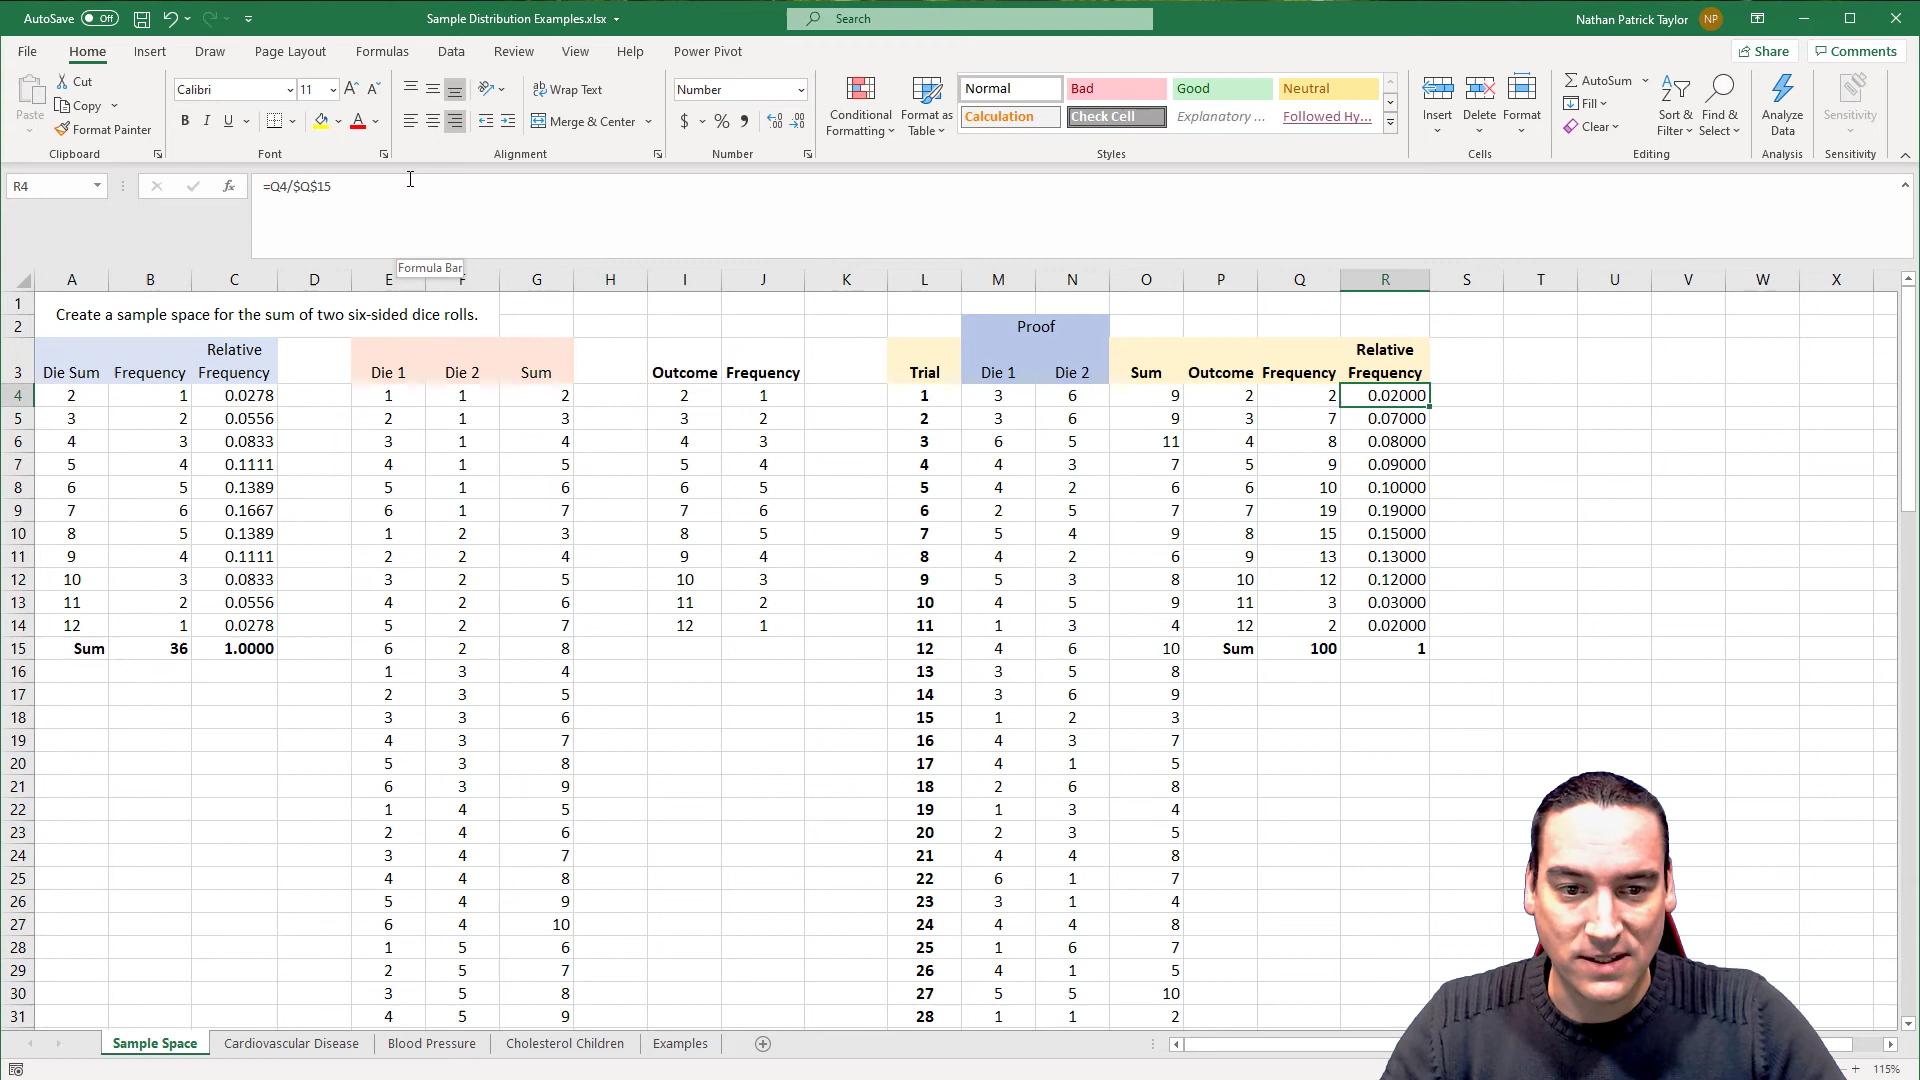 AutoSave Off Sample Distribution Examples.xlsx Search Nathan Patrick Taylor NP
File Home Insert Draw Page Layout Formulas Data Review View Help Power Pivot Share Comments
Paste Cut Copy Format Painter
Clipboard
Calibri 11
B I U A
Font
Wrap Text
Merge & Center
Alignment
Number
$ % 9
Number
Conditional Formatting
Format as Table
Normal Bad Good Neutral
Calculation Check Cell Explanatory ... Followed Hy...
Styles
Insert Delete Format
Cells
AutoSum
Fill
Clear
Sort & Filter
Find & Select
Editing
Analyze Data
Analysis
Sensitivity
Sensitivity
R4 fx =Q4/$Q$15
Formula Bar
A B C D E F G H I J K L M N O P Q R S T U V W X
1
Create a sample space for the sum of two six-sided dice rolls.
2 Proof
Relative Relative
3 Die Sum Frequency Frequency Die 1 Die 2 Sum Outcome Frequency Trial Die 1 Die 2 Sum Outcome Frequency Frequency
4 2 1 0.0278 1 1 2 2 1 1 3 6 9 2 2 0.02000
5 3 2 0.0556 2 1 3 3 2 2 3 6 9 3 7 0.07000
6 4 3 0.0833 3 1 4 4 3 3 6 5 11 4 8 0.08000
7 5 4 0.1111 4 1 5 5 4 4 4 3 7 5 9 0.09000
8 6 5 0.1389 5 1 6 6 5 5 4 2 6 6 10 0.10000
9 7 6 0.1667 6 1 7 7 6 6 2 5 7 7 19 0.19000
10 8 5 0.1389 1 2 3 8 5 7 5 4 9 8 15 0.15000
11 9 4 0.1111 2 2 4 9 4 8 4 2 6 9 13 0.13000
12 10 3 0.0833 3 2 5 10 3 9 5 3 8 10 12 0.12000
13 11 2 0.0556 4 2 6 11 2 10 4 5 9 11 3 0.03000
14 12 1 0.0278 5 2 7 12 1 11 1 3 4 12 2 0.02000
15 Sum 36 1.0000 6 2 8 12 4 6 10 Sum 100 1
16 1 3 4 13 3 5 8
17 2 3 5 14 3 6 9
18 3 3 6 15 1 2 3
19 4 3 7 16 4 3 7
20 5 3 8 17 4 1 5
21 6 3 9 18 2 6 8
22 1 4 5 19 1 3 4
23 2 4 6 20 2 3 5
24 3 4 7 21 4 4 8
25 4 4 8 22 6 1 7
26 5 4 9 23 3 1 4
27 6 4 10 24 4 4 8
28 1 5 6 25 1 6 7
29 2 5 7 26 4 1 5
30 3 5 8 27 5 5 10
31 4 5 9 28 1 1 2
Sample Space Cardiovascular Disease Blood Pressure Cholesterol Children Examples
115%